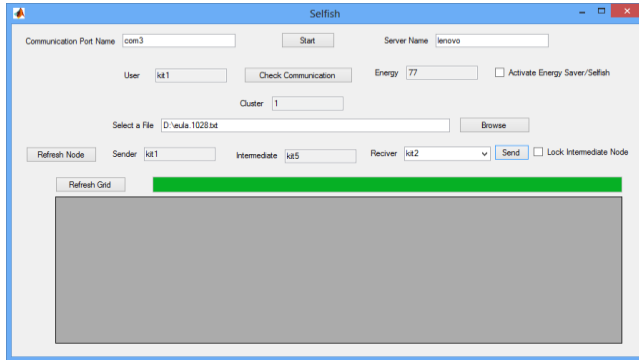 Selfish
Communication Port Name com3 Start Server Name lenovo
User kit1 Check Communication Energy 77 Activate Energy Saver/Selfish
Cluster 1
Select a File D:\eula.1028.txt Browse
Refresh Node Sender kit1 Intermediate kit5 Reciver kit2 Send Lock Intermediate Node
Refresh Grid